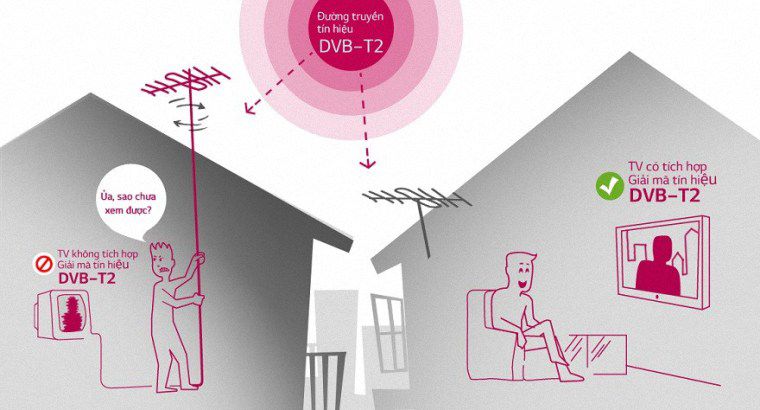 Đường truyền
tín hiệu
DVB-T2
Ủa, sao chưa
xem được?
TV không tích hợp
Giải mã tín hiệu
DVB-T2
TV có tích hợp
Giải mã tín hiệu
DVB-T2